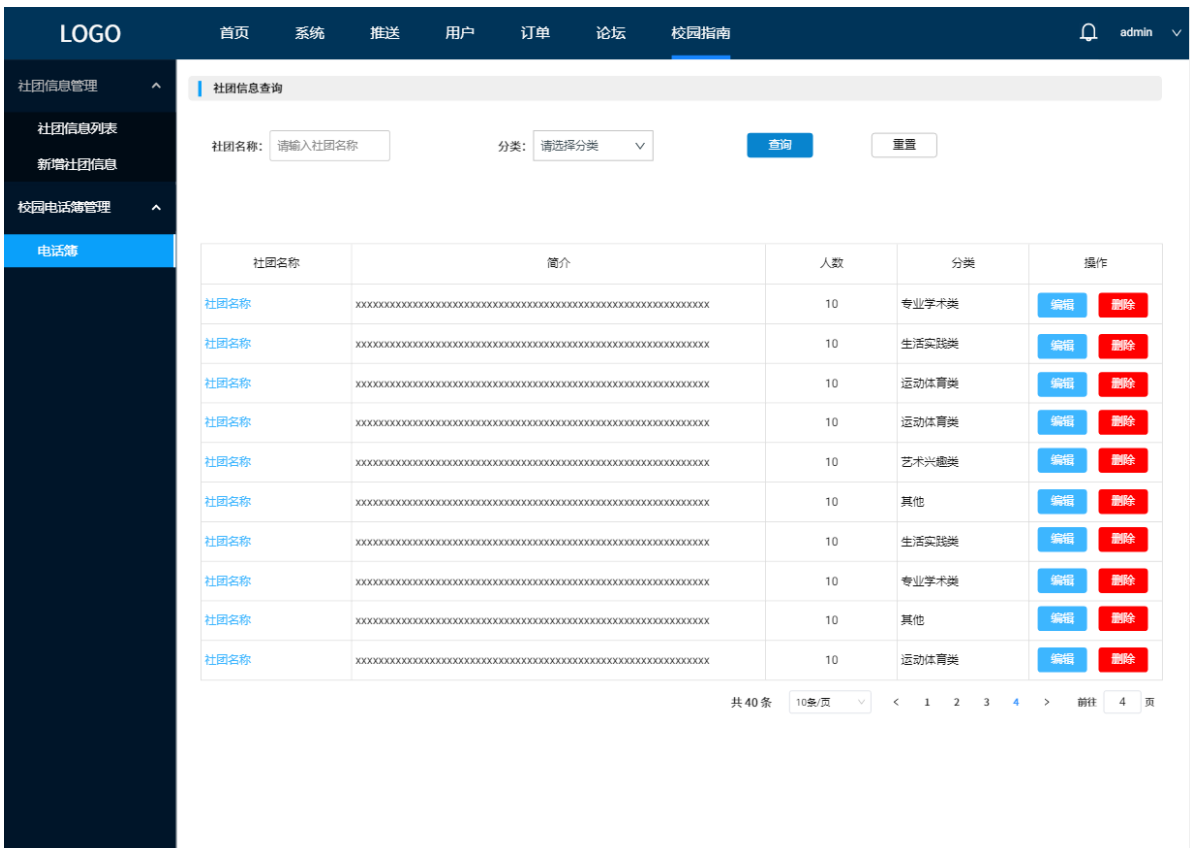 LOGO 首页 系统 推送 用户 订单 论坛 校园指南 admin
社团信息管理
社团信息列表
新增社团信息
校园电话簿管理
电话簿
社团信息查询
社团名称: 请输入社团名称 分类: 请选择分类 查询 重置
社团名称 简介 人数 分类 操作
社团名称 xxxxxxxxxxxxxxxxxxxxxxxxxxxxxxxxxxxxxxxxxxxxxxxxxxxxxxxxxxx 10 专业学术类 编辑 删除
社团名称 xxxxxxxxxxxxxxxxxxxxxxxxxxxxxxxxxxxxxxxxxxxxxxxxxxxxxxxxxxx 10 生活实践类 编辑 删除
社团名称 xxxxxxxxxxxxxxxxxxxxxxxxxxxxxxxxxxxxxxxxxxxxxxxxxxxxxxxxxxx 10 运动体育类 编辑 删除
社团名称 xxxxxxxxxxxxxxxxxxxxxxxxxxxxxxxxxxxxxxxxxxxxxxxxxxxxxxxxxxx 10 运动体育类 编辑 删除
社团名称 xxxxxxxxxxxxxxxxxxxxxxxxxxxxxxxxxxxxxxxxxxxxxxxxxxxxxxxxxxx 10 艺术兴趣类 编辑 删除
社团名称 xxxxxxxxxxxxxxxxxxxxxxxxxxxxxxxxxxxxxxxxxxxxxxxxxxxxxxxxxxx 10 其他 编辑 删除
社团名称 xxxxxxxxxxxxxxxxxxxxxxxxxxxxxxxxxxxxxxxxxxxxxxxxxxxxxxxxxxx 10 生活实践类 编辑 删除
社团名称 xxxxxxxxxxxxxxxxxxxxxxxxxxxxxxxxxxxxxxxxxxxxxxxxxxxxxxxxxxx 10 专业学术类 编辑 删除
社团名称 xxxxxxxxxxxxxxxxxxxxxxxxxxxxxxxxxxxxxxxxxxxxxxxxxxxxxxxxxxx 10 其他 编辑 删除
社团名称 xxxxxxxxxxxxxxxxxxxxxxxxxxxxxxxxxxxxxxxxxxxxxxxxxxxxxxxxxxx 10 运动体育类 编辑 删除
共 40 条 10条/页 < 1 2 3 4 > 前往 4 页